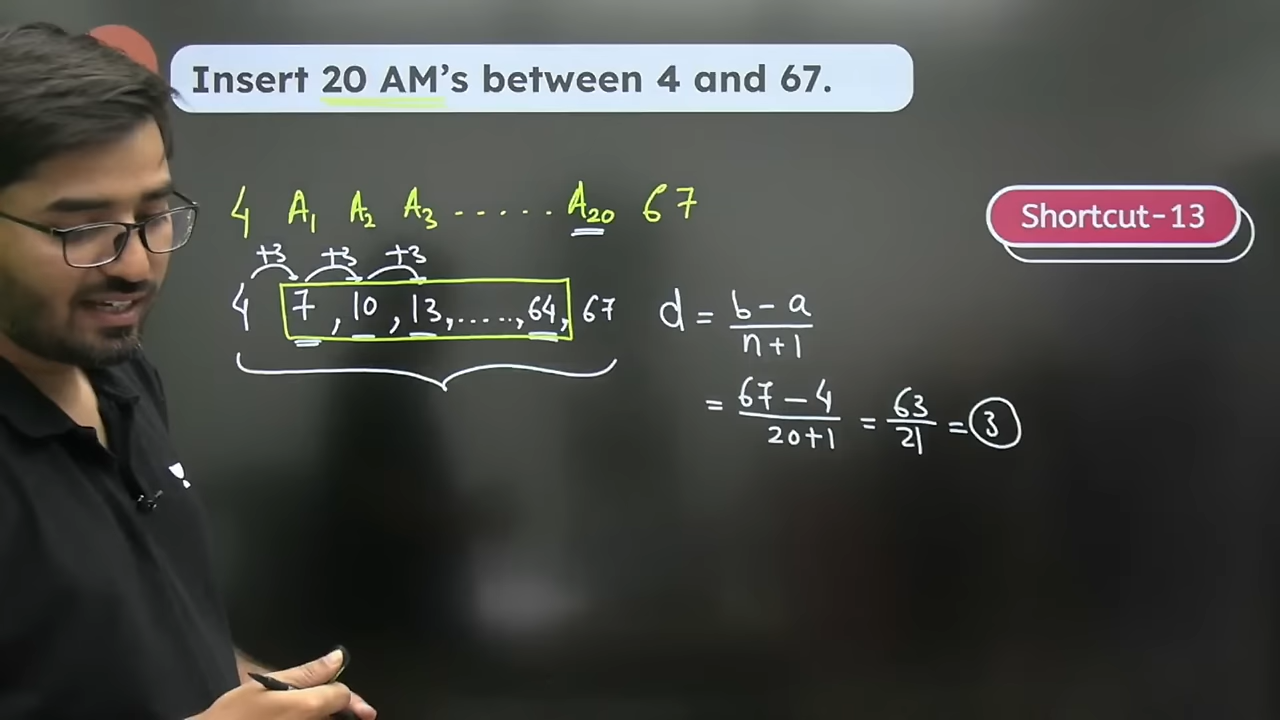 Insert 20 AM's between 4 and 67.
4 A₁ A₂ A₃ ...... A₂₀ 67
Shortcut-13
+3 +3 +3
4 7, 10, 13, ......, 64, 67
d = b - a / n + 1
= 67 - 4 / 20+1 = 63 / 21 = 3